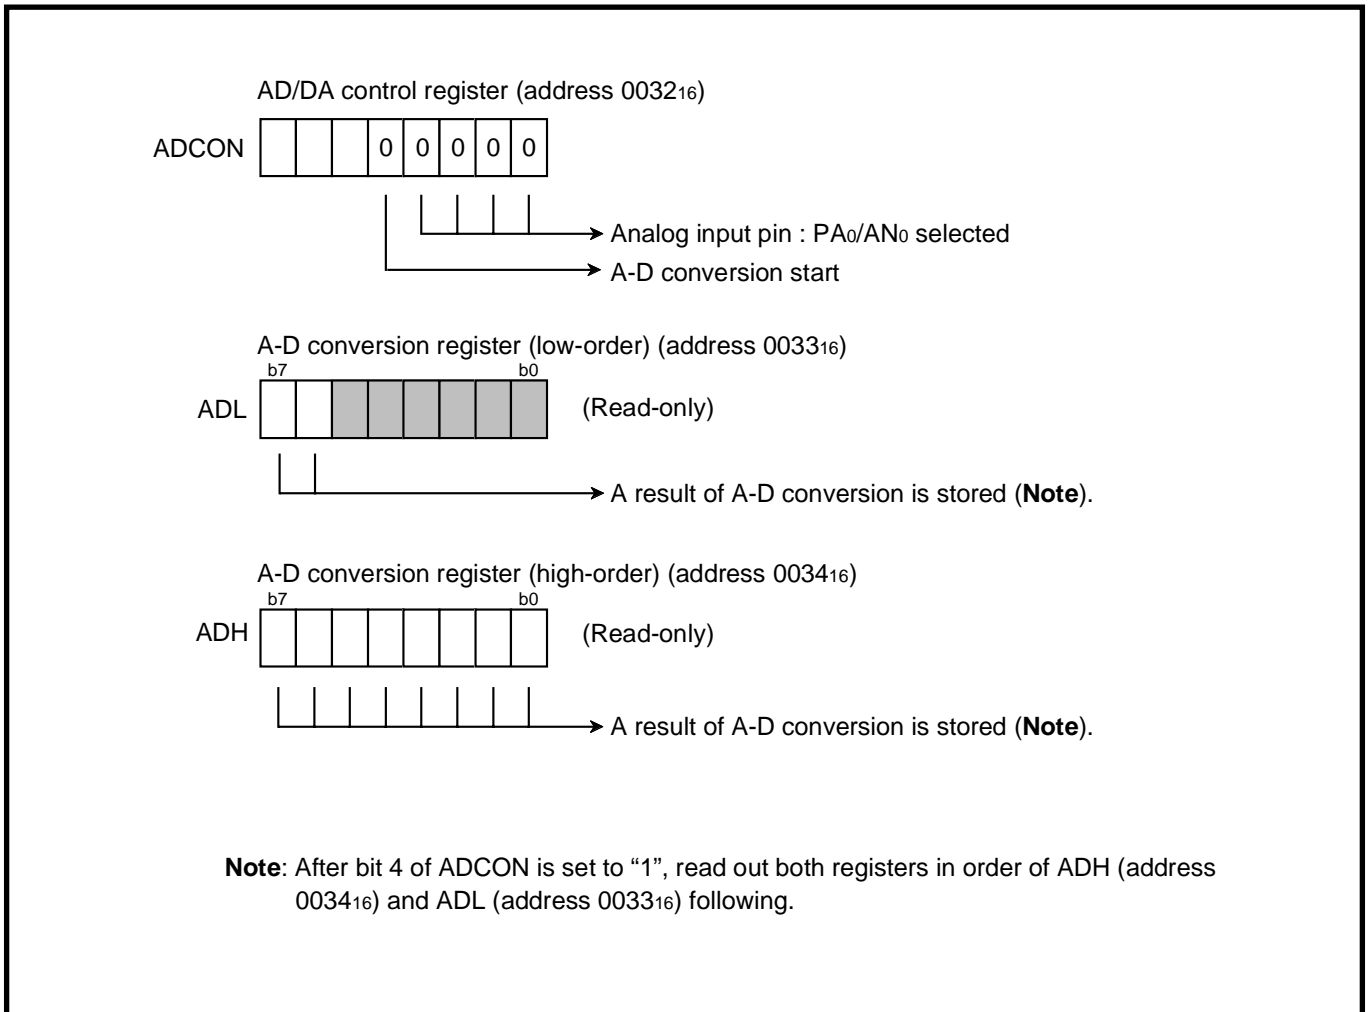 AD/DA control register (address 0032₁₆)
ADCON 0 0 0 0 0
Analog input pin : PA₀/AN₀ selected
A-D conversion start
A-D conversion register (low-order) (address 0033₁₆)
b7 b0
ADL (Read-only)
A result of A-D conversion is stored (Note).
A-D conversion register (high-order) (address 0034₁₆)
b7 b0
ADH (Read-only)
A result of A-D conversion is stored (Note).
Note: After bit 4 of ADCON is set to “1”, read out both registers in order of ADH (address
0034₁₆) and ADL (address 0033₁₆) following.